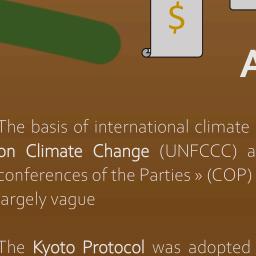 $
A
The basis of international climate
on Climate Change (UNFCCC) a
conferences of the Parties » (COP)
largely vague
The Kyoto Protocol was adopted